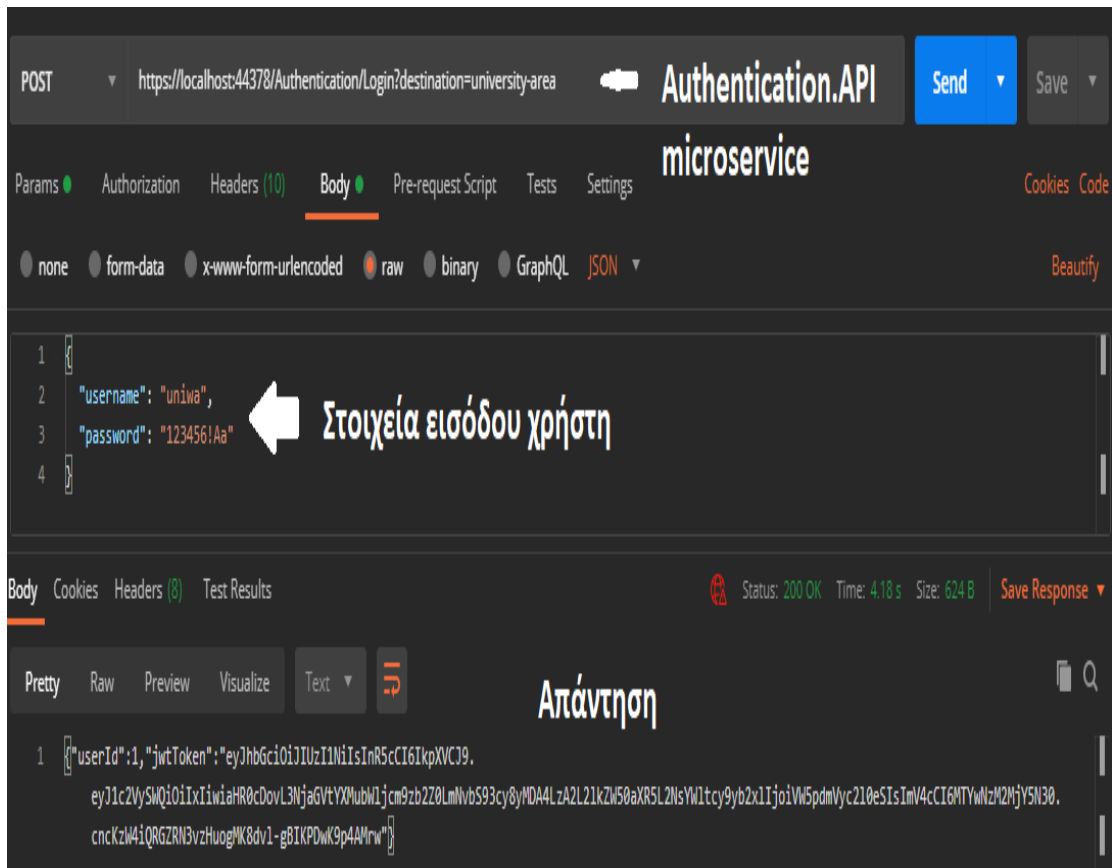 POST https://localhost:44378/Authentication/Login?destination=university-area Authentication.API Send Save
microservice
Params Authorization Headers (10) Body Pre-request Script Tests Settings Cookies Code
none form-data x-www-form-urlencoded raw binary GraphQL JSON Beautify
1 {
2 "username": "uniwa",
3 "password": "123456!Aa"
Στοιχεία εισόδου χρήστη
4 }
Body Cookies Headers (8) Test Results Status: 200 OK Time: 4.18 s Size: 624 B Save Response
Pretty Raw Preview Visualize Text
Απάντηση
1 {"userId":1,"jwtToken":"eyJhbGciOiJIUzI1NiIsInR5cCI6IkpXVCJ9.
eyJ1c2VySWQiOiIxIiwiaHR0cDovL3NjaGVtYXMubWljcm9zb2Z0LmNvbS93cy8yMDA4LzA2L2lkZW50aXR5L2NsYWltcy9yb2xlIjoiVW5pdmVyc2l0eSIsImV4cCI6MTYwNzM2MjY5N30.
cncKzW4iQRGZRN3vzHuogMK8dvl-gBIKPDwK9p4AMrw"}